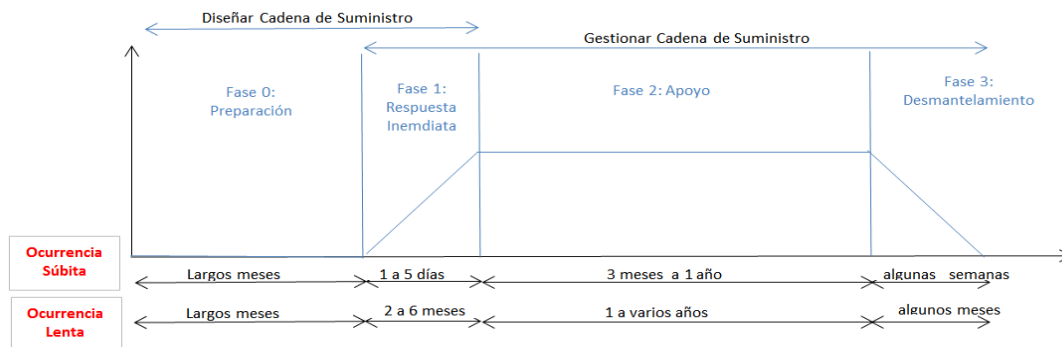 Diseñar Cadena de Suministro
Gestionar Cadena de Suministro
Fase 0:
Preparación
Fase 1:
Respuesta
Inemdiata
Fase 2: Apoyo
Fase 3:
Desmantelamiento
Ocurrencia
Súbita
Largos meses
1 a 5 días
3 meses a 1 año
algunas semanas
Ocurrencia
Lenta
Largos meses
2 a 6 meses
1 a varios años
algunos meses